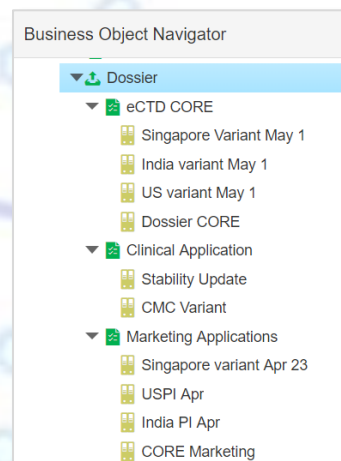 Business Object Navigator
Dossier
eCTD CORE
Singapore Variant May 1
India variant May 1
US variant May 1
Dossier CORE
Clinical Application
Stability Update
CMC Variant
Marketing Applications
Singapore variant Apr 23
USPI Apr
India PI Apr
CORE Marketing